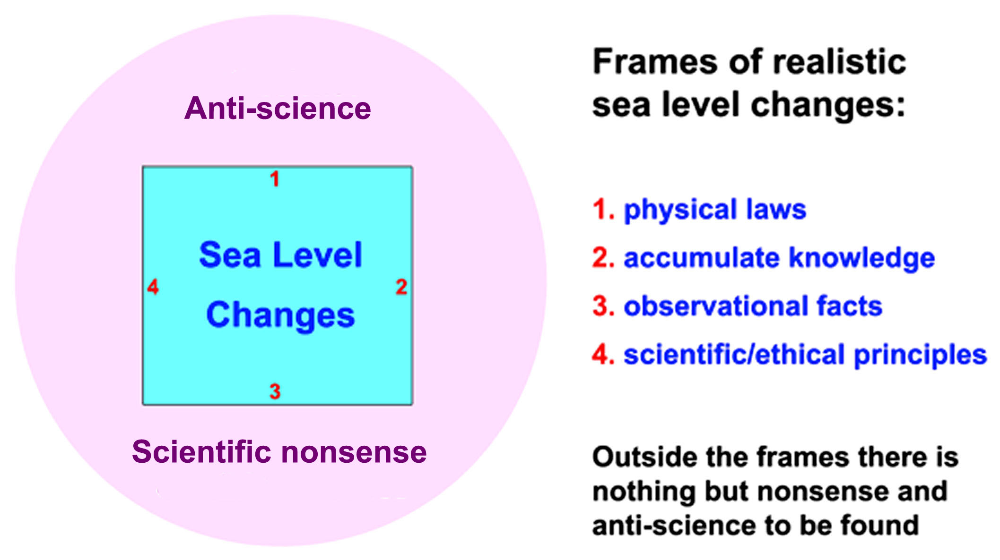 Anti-science
1
Sea Level
4
2
Changes
3
Scientific nonsense
Frames of realistic
sea level changes:
1. physical laws
2. accumulate knowledge
3. observational facts
4. scientific/ethical principles
Outside the frames there is
nothing but nonsense and
anti-science to be found